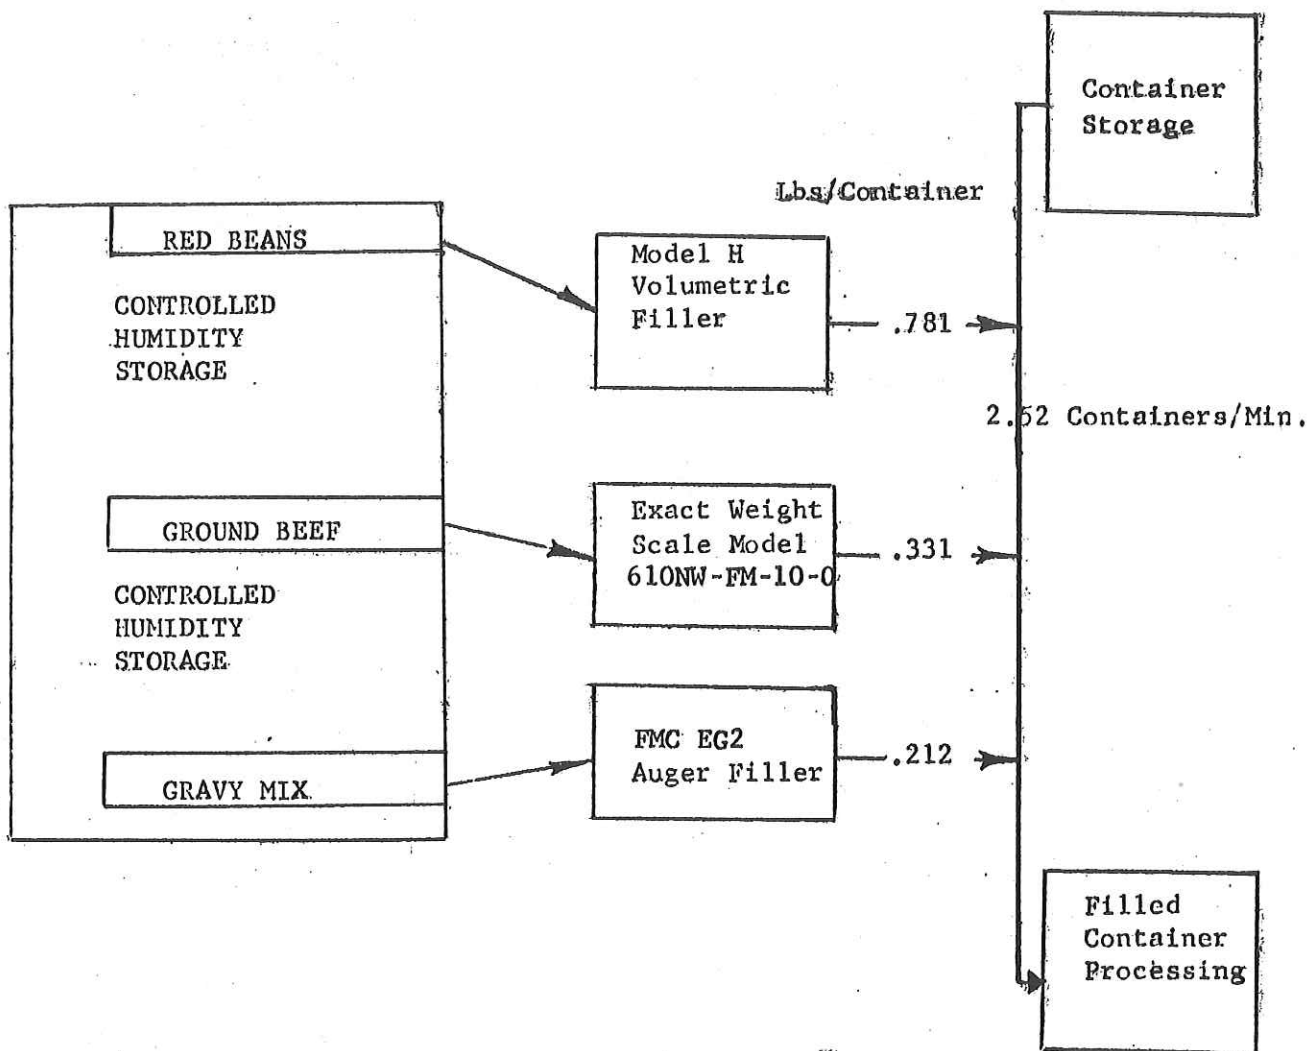 Container
Storage
Lbs/Container
RED BEANS
CONTROLLED
HUMIDITY
STORAGE
Model H
Volumetric
Filler
.781
2.52 Containers/Min.
GROUND BEEF
CONTROLLED
HUMIDITY
STORAGE
Exact Weight
Scale Model
610NW-FM-10-0
.331
GRAVY MIX
FMC EG2
Auger Filler
.212
Filled
Container
Processing